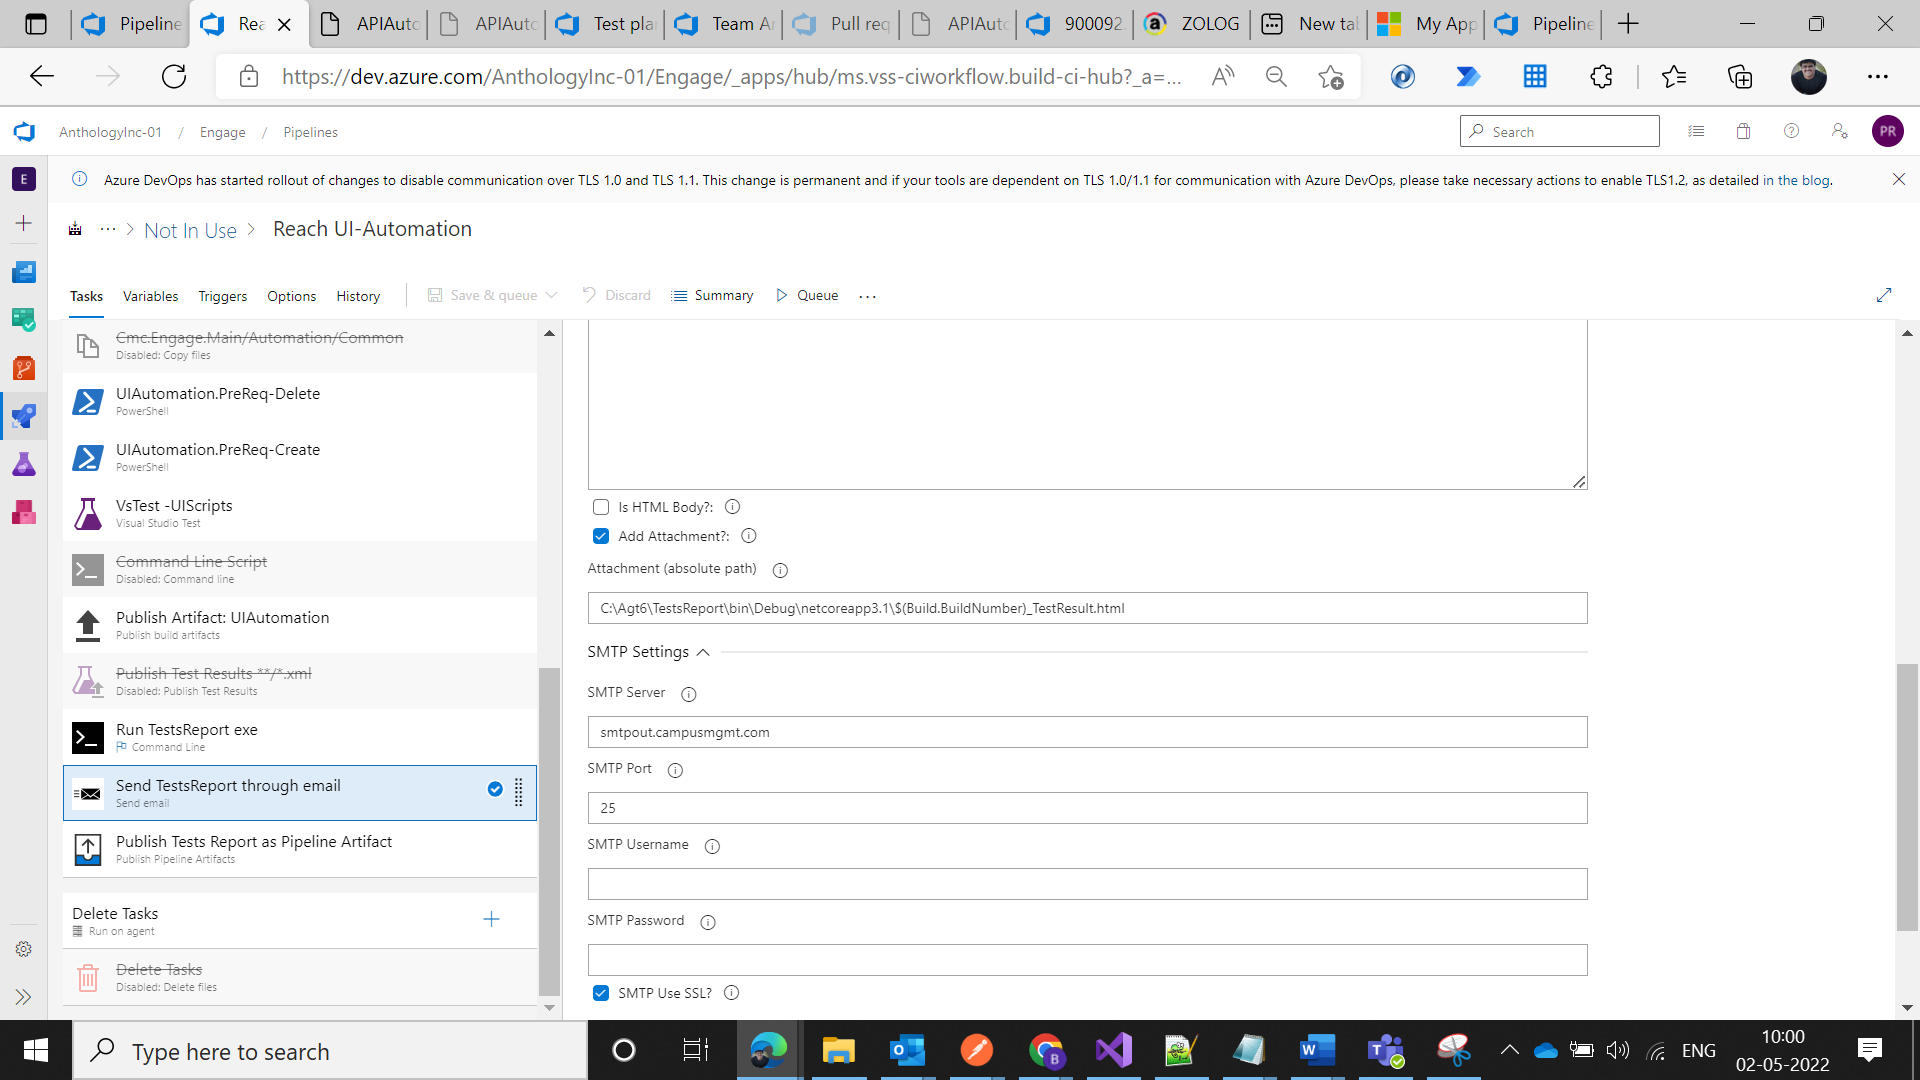 Pipeline
Rea
APIAuto
APIAuto
Test plan
Team Ar
Pull req
APIAuto
900092
ZOLOG
New tab
My App
Pipeline
https://dev.azure.com/AnthologyInc-01/Engage/_apps/hub/ms.vss-ciworkflow.build-ci-hub?_a=...
AnthologyInc-01 / Engage / Pipelines
Search
PR
E
Azure DevOps has started rollout of changes to disable communication over TLS 1.0 and TLS 1.1. This change is permanent and if your tools are dependent on TLS 1.0/1.1 for communication with Azure DevOps, please take necessary actions to enable TLS1.2, as detailed in the blog.
··· > Not In Use > Reach UI-Automation
Tasks Variables Triggers Options History Save & queue Discard Summary Queue ···
Cmc.Engage.Main/Automation/Common
Disabled: Copy files
UIAutomation.PreReq-Delete
PowerShell
UIAutomation.PreReq-Create
PowerShell
VsTest -UIScripts
Visual Studio Test
Command Line Script
Disabled: Command line
Publish Artifact: UIAutomation
Publish build artifacts
Publish Test Results **/*.xml
Disabled: Publish Test Results
Run TestsReport exe
Command Line
Send TestsReport through email
Send email
Publish Tests Report as Pipeline Artifact
Publish Pipeline Artifacts
Delete Tasks
Run on agent
Delete Tasks
Disabled: Delete files
Is HTML Body?:
Add Attachment?:
Attachment (absolute path)
C:\Agt6\TestsReport\bin\Debug\netcoreapp3.1\$(Build.BuildNumber)_TestResult.html
SMTP Settings
SMTP Server
smtpout.campusmgmt.com
SMTP Port
25
SMTP Username
SMTP Password
SMTP Use SSL?
Type here to search
B
ENG
10:00
02-05-2022